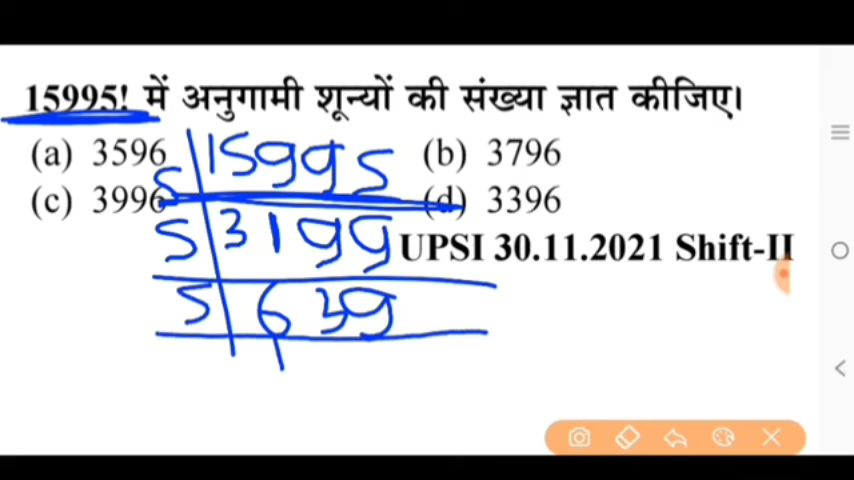 15995! में अनुगामी शून्यों की संख्या ज्ञात कीजिए।
(a) 3596 (b) 3796
(c) 3996 (d) 3396
UPSI 30.11.2021 Shift-II
5 15995
5 3199
5 639